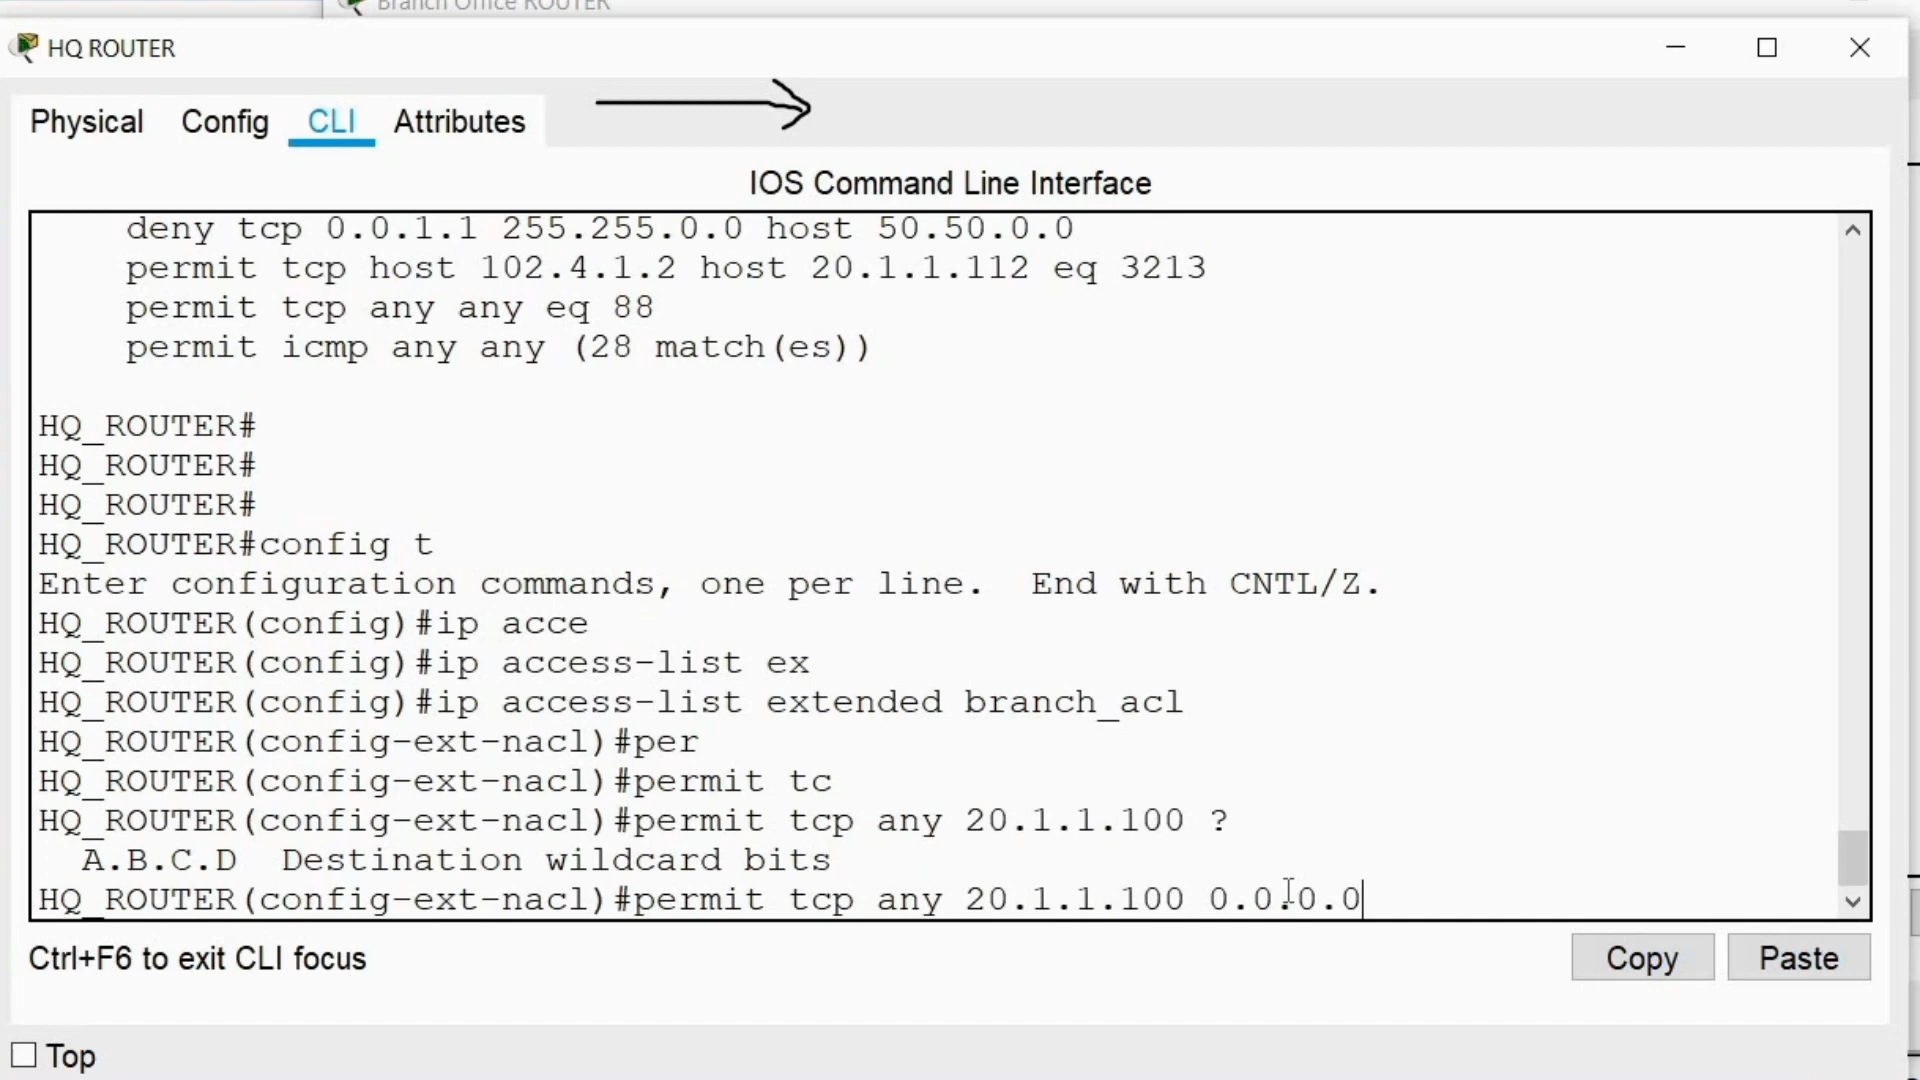 Branch Office ROUTER
HQ ROUTER
Physical Config CLI Attributes
IOS Command Line Interface
deny tcp 0.0.1.1 255.255.0.0 host 50.50.0.0
permit tcp host 102.4.1.2 host 20.1.1.112 eq 3213
permit tcp any any eq 88
permit icmp any any (28 match(es))
HQ_ROUTER#
HQ_ROUTER#
HQ_ROUTER#
HQ_ROUTER#config t
Enter configuration commands, one per line.  End with CNTL/Z.
HQ_ROUTER(config)#ip acce
HQ_ROUTER(config)#ip access-list ex
HQ_ROUTER(config)#ip access-list extended branch_acl
HQ_ROUTER(config-ext-nacl)#per
HQ_ROUTER(config-ext-nacl)#permit tc
HQ_ROUTER(config-ext-nacl)#permit tcp any 20.1.1.100 ?
A.B.C.D  Destination wildcard bits
HQ_ROUTER(config-ext-nacl)#permit tcp any 20.1.1.100 0.0.0.0
Ctrl+F6 to exit CLI focus
Copy Paste
Top